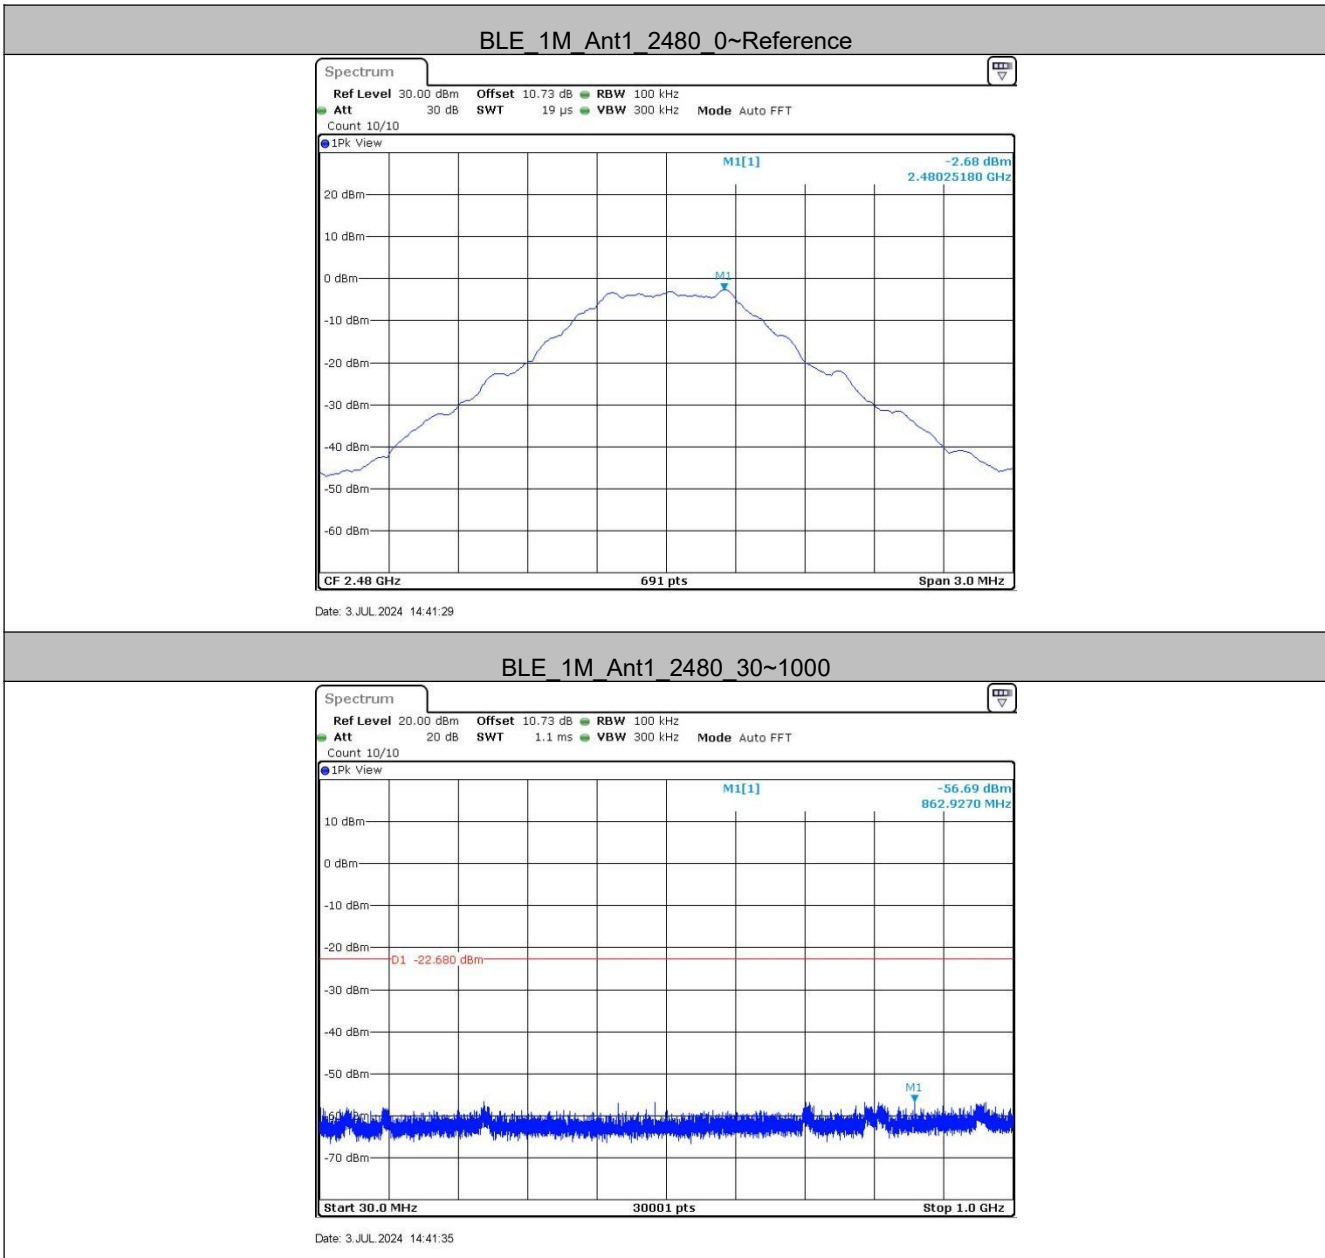 BLE_1M_Ant1_2480_0~Reference
Spectrum
Ref Level 30.00 dBm Offset 10.73 dB RBW 100 kHz
Att 30 dB SWT 19 µs VBW 300 kHz Mode Auto FFT
Count 10/10
1Pk View
M1[1] -2.68 dBm
2.48025180 GHz
20 dBm
10 dBm
M1
0 dBm
-10 dBm
-20 dBm
-30 dBm
-40 dBm
-50 dBm
-60 dBm
CF 2.48 GHz 691 pts Span 3.0 MHz
Date: 3.JUL.2024 14:41:29
BLE_1M_Ant1_2480_30~1000
Spectrum
Ref Level 20.00 dBm Offset 10.73 dB RBW 100 kHz
Att 20 dB SWT 1.1 ms VBW 300 kHz Mode Auto FFT
Count 10/10
1Pk View
M1[1] -56.69 dBm
862.9270 MHz
10 dBm
0 dBm
-10 dBm
-20 dBm
D1 -22.680 dBm
-30 dBm
-40 dBm
-50 dBm
M1
-60 dBm
-70 dBm
Start 30.0 MHz 30001 pts Stop 1.0 GHz
Date: 3.JUL.2024 14:41:35